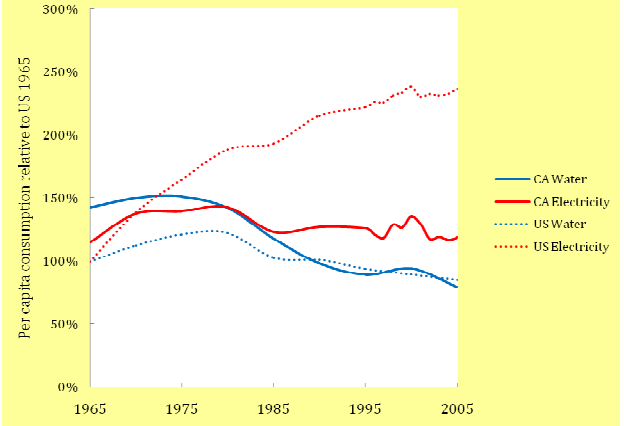 300%
250%
200%
150%
100%
50%
0%
Per capita consumption relative to US 1965
1965 1975 1985 1995 2005
CA Water
CA Electricity
US Water
US Electricity